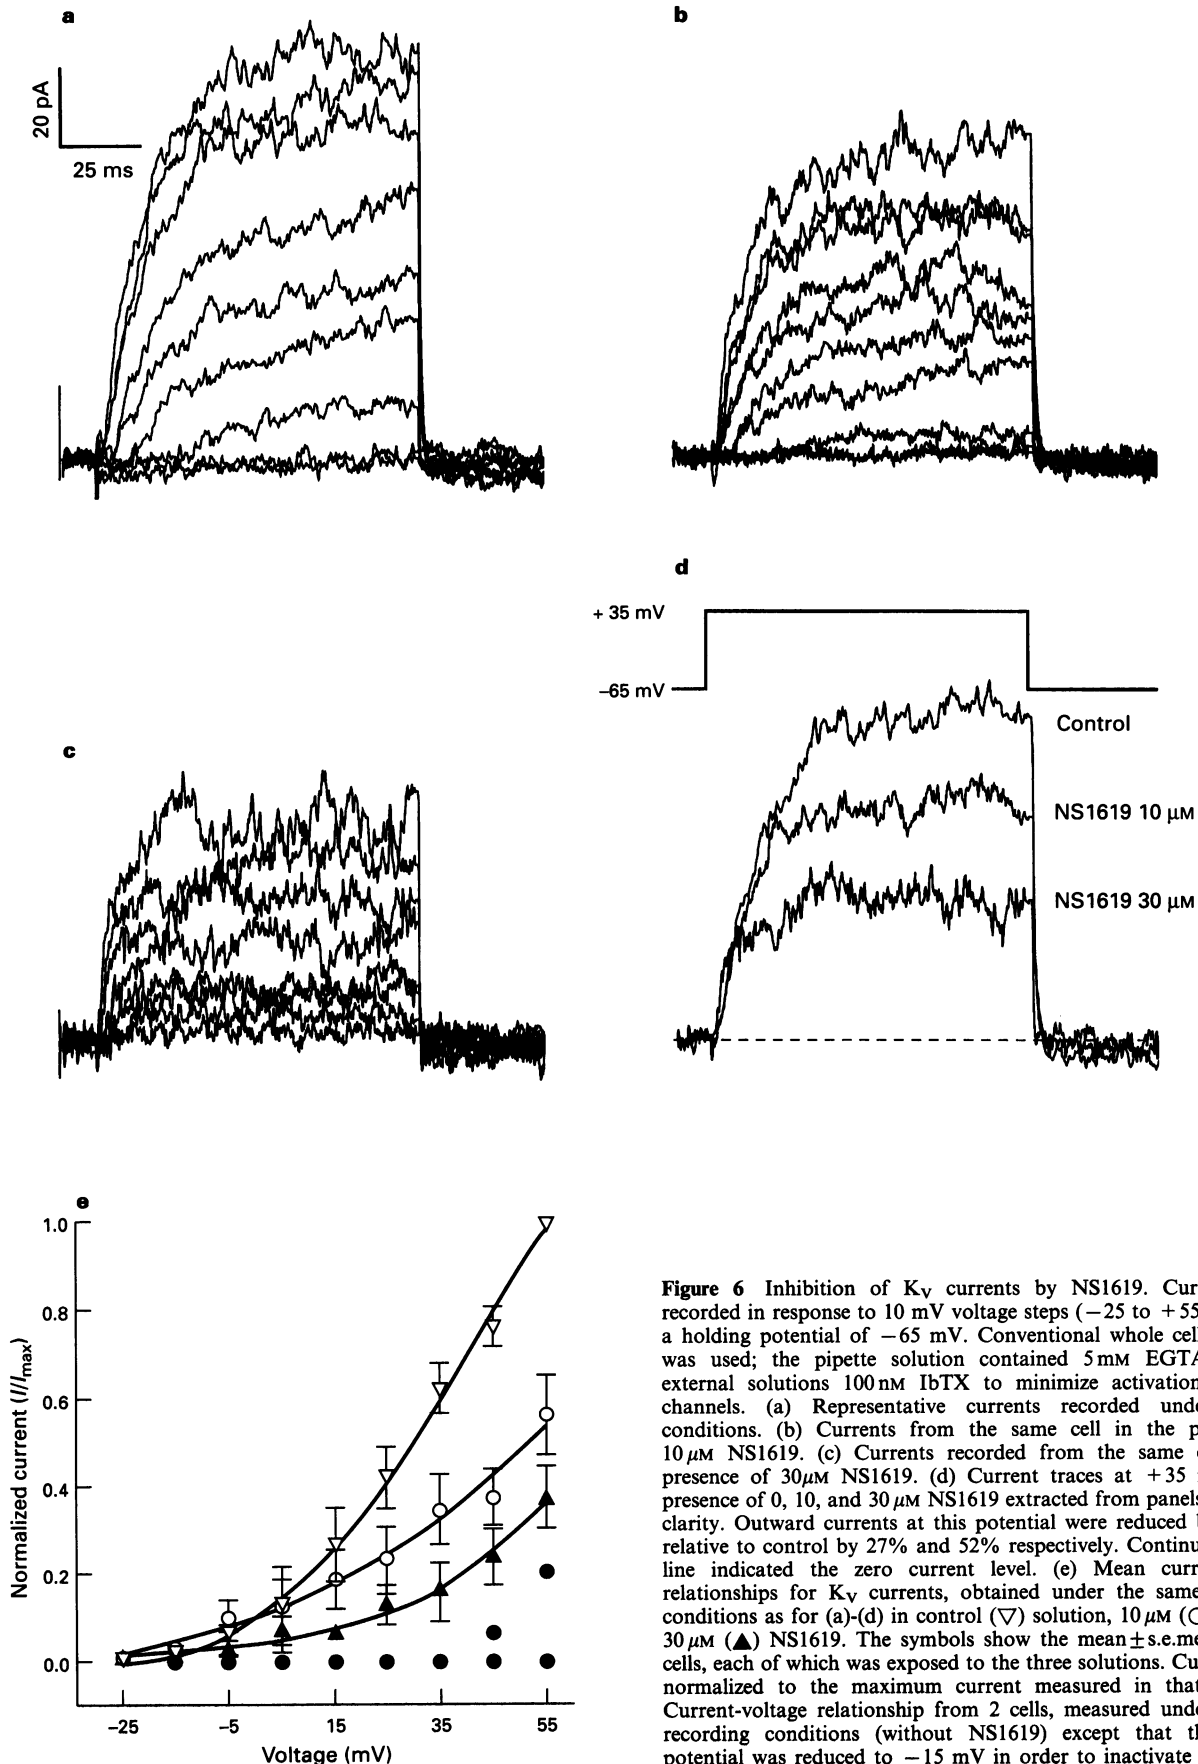 a
b
20 pA
25 ms
d
+ 35 mV
–65 mV
Control
c
NS1619 10 μM
NS1619 30 μM
e
1.0
0.8
0.6
0.4
0.2
0.0
Normalized current (I/Imax)
–25
–5
15
35
55
Voltage (mV)
Figure 6 Inhibition of KV currents by NS1619. Curr
recorded in response to 10 mV voltage steps (−25 to +55
a holding potential of −65 mV. Conventional whole cell
was used; the pipette solution contained 5 mM EGTA
external solutions 100 nM IbTX to minimize activation
channels. (a) Representative currents recorded unde
conditions. (b) Currents from the same cell in the p
10 μM NS1619. (c) Currents recorded from the same
presence of 30μM NS1619. (d) Current traces at +35
presence of 0, 10, and 30 μM NS1619 extracted from panels
clarity. Outward currents at this potential were reduced
relative to control by 27% and 52% respectively. Continu
line indicated the zero current level. (e) Mean curr
relationships for KV currents, obtained under the same
conditions as for (a)-(d) in control (▽) solution, 10 μM (○
30 μM (▲) NS1619. The symbols show the mean ± s.e.me
cells, each of which was exposed to the three solutions. Cu
normalized to the maximum current measured in that
Current-voltage relationship from 2 cells, measured unde
recording conditions (without NS1619) except that th
potential was reduced to −15 mV in order to inactivate